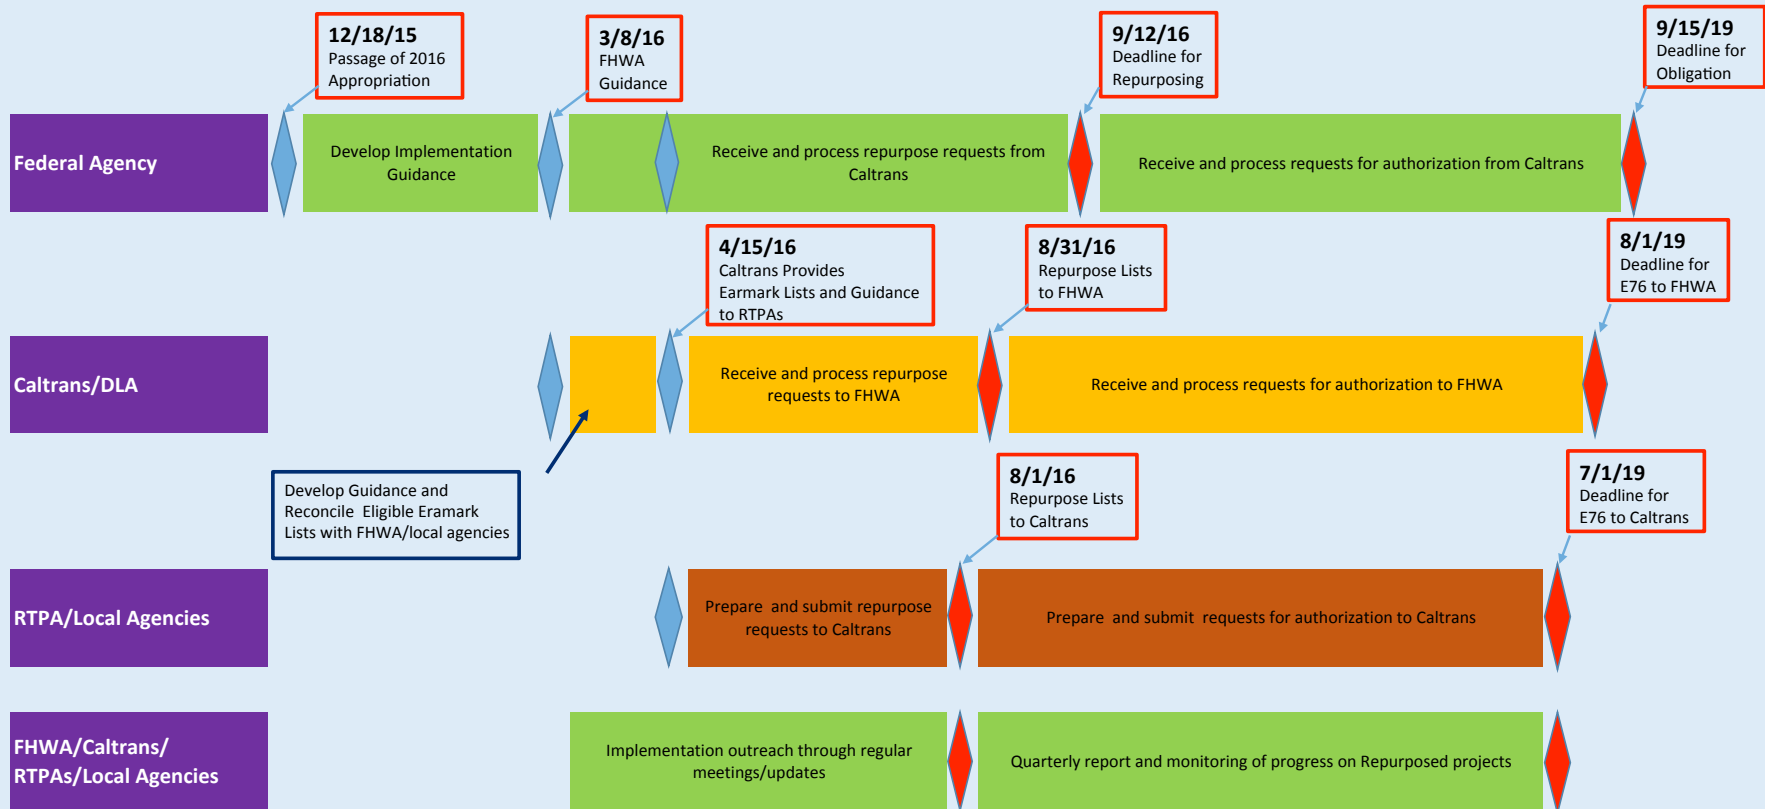 12/18/15
Passage of 2016
Appropriation
3/8/16
FHWA
Guidance
9/12/16
Deadline for
Repurposing
9/15/19
Deadline for
Obligation
Federal Agency
Develop Implementation
Guidance
Receive and process repurpose requests from
Caltrans
Receive and process requests for authorization from Caltrans
4/15/16
Caltrans Provides
Earmark Lists and Guidance
to RTPAs
8/31/16
Repurpose Lists
to FHWA
8/1/19
Deadline for
E76 to FHWA
Caltrans/DLA
Receive and process repurpose
requests to FHWA
Receive and process requests for authorization to FHWA
Develop Guidance and
Reconcile Eligible Eramark
Lists with FHWA/local agencies
8/1/16
Repurpose Lists
to Caltrans
7/1/19
Deadline for
E76 to Caltrans
RTPA/Local Agencies
Prepare and submit repurpose
requests to Caltrans
Prepare and submit requests for authorization to Caltrans
FHWA/Caltrans/
RTPAs/Local Agencies
Implementation outreach through regular
meetings/updates
Quarterly report and monitoring of progress on Repurposed projects